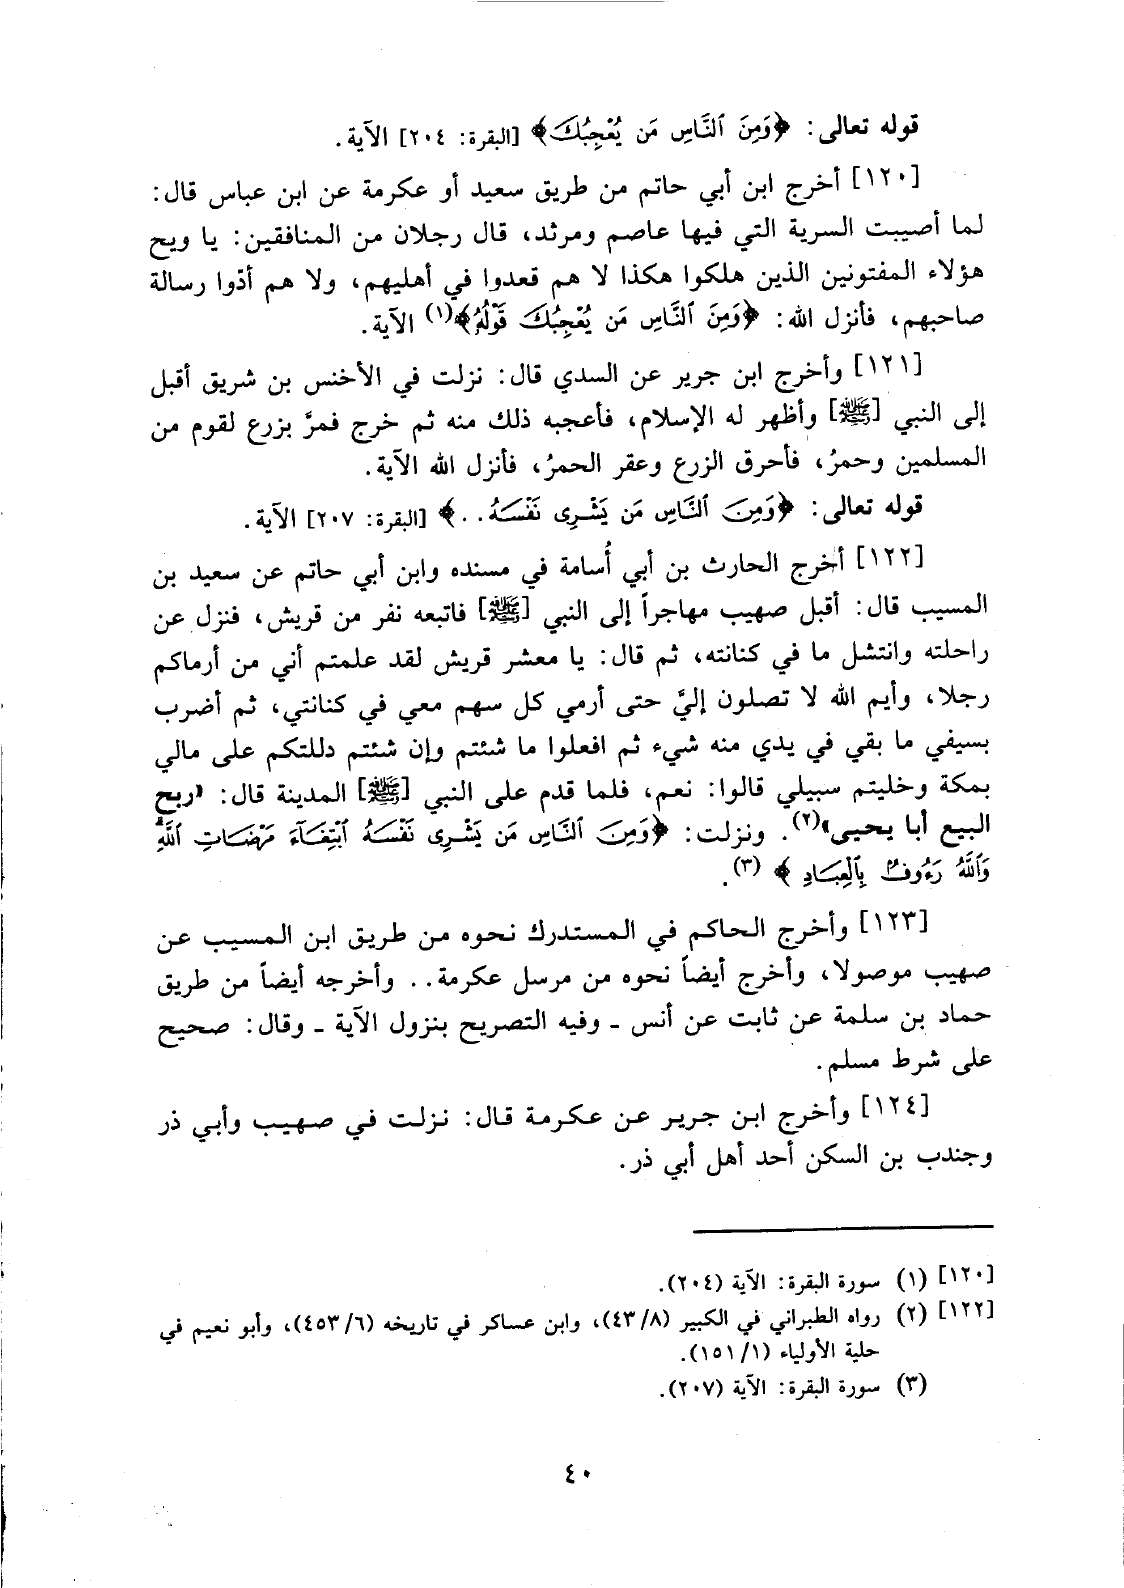 قوله تعالى: ﴿وَمِنَ ٱلنَّاسِ مَن يُعْجِبُكَ﴾ [البقرة: ٢٠٤] الآية.
[١٢٠] أخرج ابن أبي حاتم من طريق سعيد أو عكرمة عن ابن عباس قال:
لما أصيبت السرية التي فيها عاصم ومرثد، قال رجلان من المنافقين: يا ويح
هؤلاء المفتونين الذين هلكوا هكذا لا هم قعدوا في أهليهم، ولا هم أدّوا رسالة
صاحبهم، فأنزل الله: ﴿وَمِنَ ٱلنَّاسِ مَن يُعْجِبُكَ قَوْلُهُ﴾(١) الآية.
[١٢١] وأخرج ابن جرير عن السدي قال: نزلت في الأخنس بن شريق أقبل
إلى النبي [ﷺ] وأظهر له الإسلام، فأعجبه ذلك منه ثم خرج فمرَّ بزرع لقوم من
المسلمين وحمرُ، فأحرق الزرع وعقر الحمرُ، فأنزل الله الآية.
قوله تعالى: ﴿وَمِنَ ٱلنَّاسِ مَن يَشْرِى نَفْسَهُ..﴾ [البقرة: ٢٠٧] الآية.
[١٢٢] أخرج الحارث بن أبي أُسامة في مسنده وابن أبي حاتم عن سعيد بن
المسيب قال: أقبل صهيب مهاجراً إلى النبي [ﷺ] فاتبعه نفر من قريش، فنزل عن
راحلته وانتشل ما في كنانته، ثم قال: يا معشر قريش لقد علمتم أني من أرماكم
رجلا، وأيم الله لا تصلون إليَّ حتى أرمي كل سهم معي في كنانتي، ثم أضرب
بسيفي ما بقي في يدي منه شيء ثم افعلوا ما شئتم وإن شئتم دللتكم على مالي
بمكة وخليتم سبيلي قالوا: نعم، فلما قدم على النبي [ﷺ] المدينة قال: «ربح
البيع أبا يحيى»(٢). ونزلت: ﴿وَمِنَ ٱلنَّاسِ مَن يَشْرِى نَفْسَهُ ٱبْتِغَآءَ مَرْضَاتِ ٱللَّهِ
وَٱللَّهُ رَءُوفٌ بِٱلْعِبَادِ﴾ (٣).
[١٢٣] وأخرج الحاكم في المستدرك نحوه من طريق ابن المسيب عن
صهيب موصولا، وأخرج أيضاً نحوه من مرسل عكرمة.. وأخرجه أيضاً من طريق
حماد بن سلمة عن ثابت عن أنس ـ وفيه التصريح بنزول الآية ـ وقال: صحيح
على شرط مسلم.
[١٢٤] وأخرج ابن جرير عن عكرمة قال: نزلت في صهيب وأبي ذر
وجندب بن السكن أحد أهل أبي ذر.
[١٢٠] (١) سورة البقرة: الآية (٢٠٤).
[١٢٢] (٢) رواه الطبراني في الكبير (٤٣/٨)، وابن عساكر في تاريخه (٤٥٣/٦)، وأبو نعيم في
حلية الأولياء (١٥١/١).
(٣) سورة البقرة: الآية (٢٠٧).
٤٠